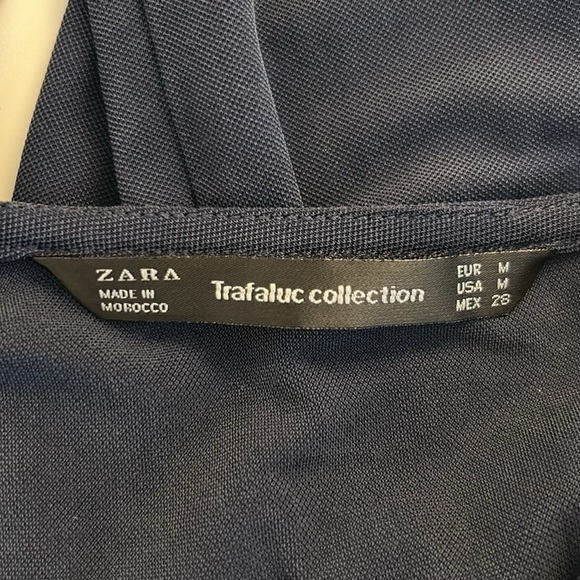 ZARA
MADE IN
MOROCCO
Trafaluc collection
EUR M
USA M
MEX 28